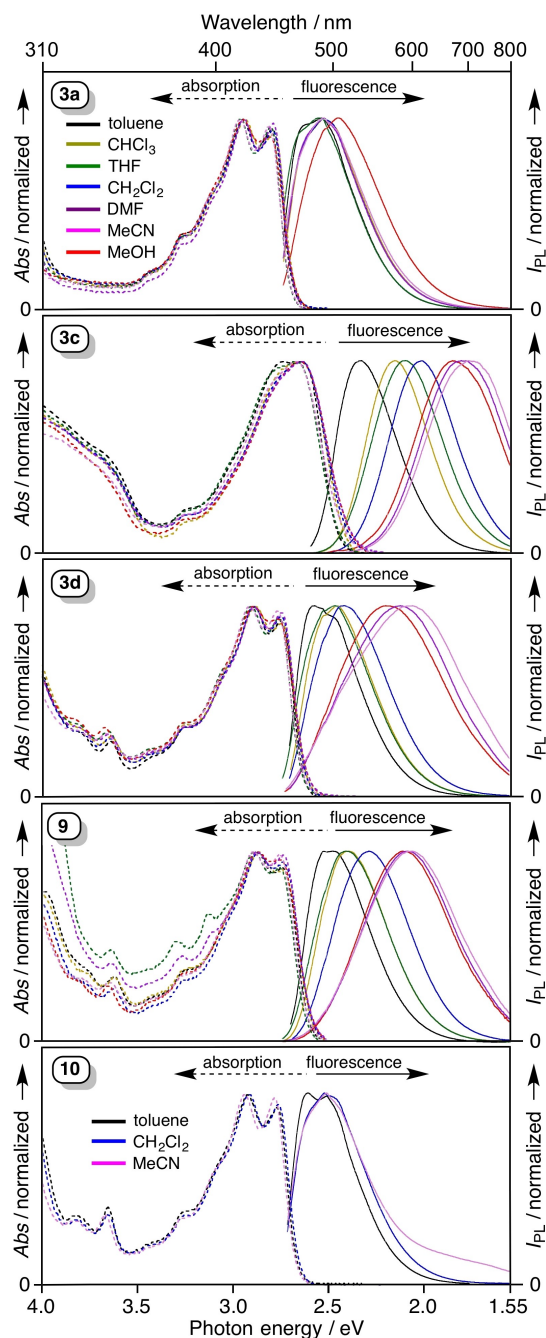 Wavelength / nm
310 400 500 600 700 800
3a
absorption fluorescence
toluene
CHCl3
THF
CH2Cl2
DMF
MeCN
MeOH
Abs / normalized
0
IPL / normalized
0
3c
absorption fluorescence
Abs / normalized
0
IPL / normalized
0
3d
absorption fluorescence
Abs / normalized
0
IPL / normalized
0
9
absorption fluorescence
Abs / normalized
0
IPL / normalized
0
10
absorption fluorescence
toluene
CH2Cl2
MeCN
Abs / normalized
0
IPL / normalized
0
4.0 3.5 3.0 2.5 2.0 1.55
Photon energy / eV